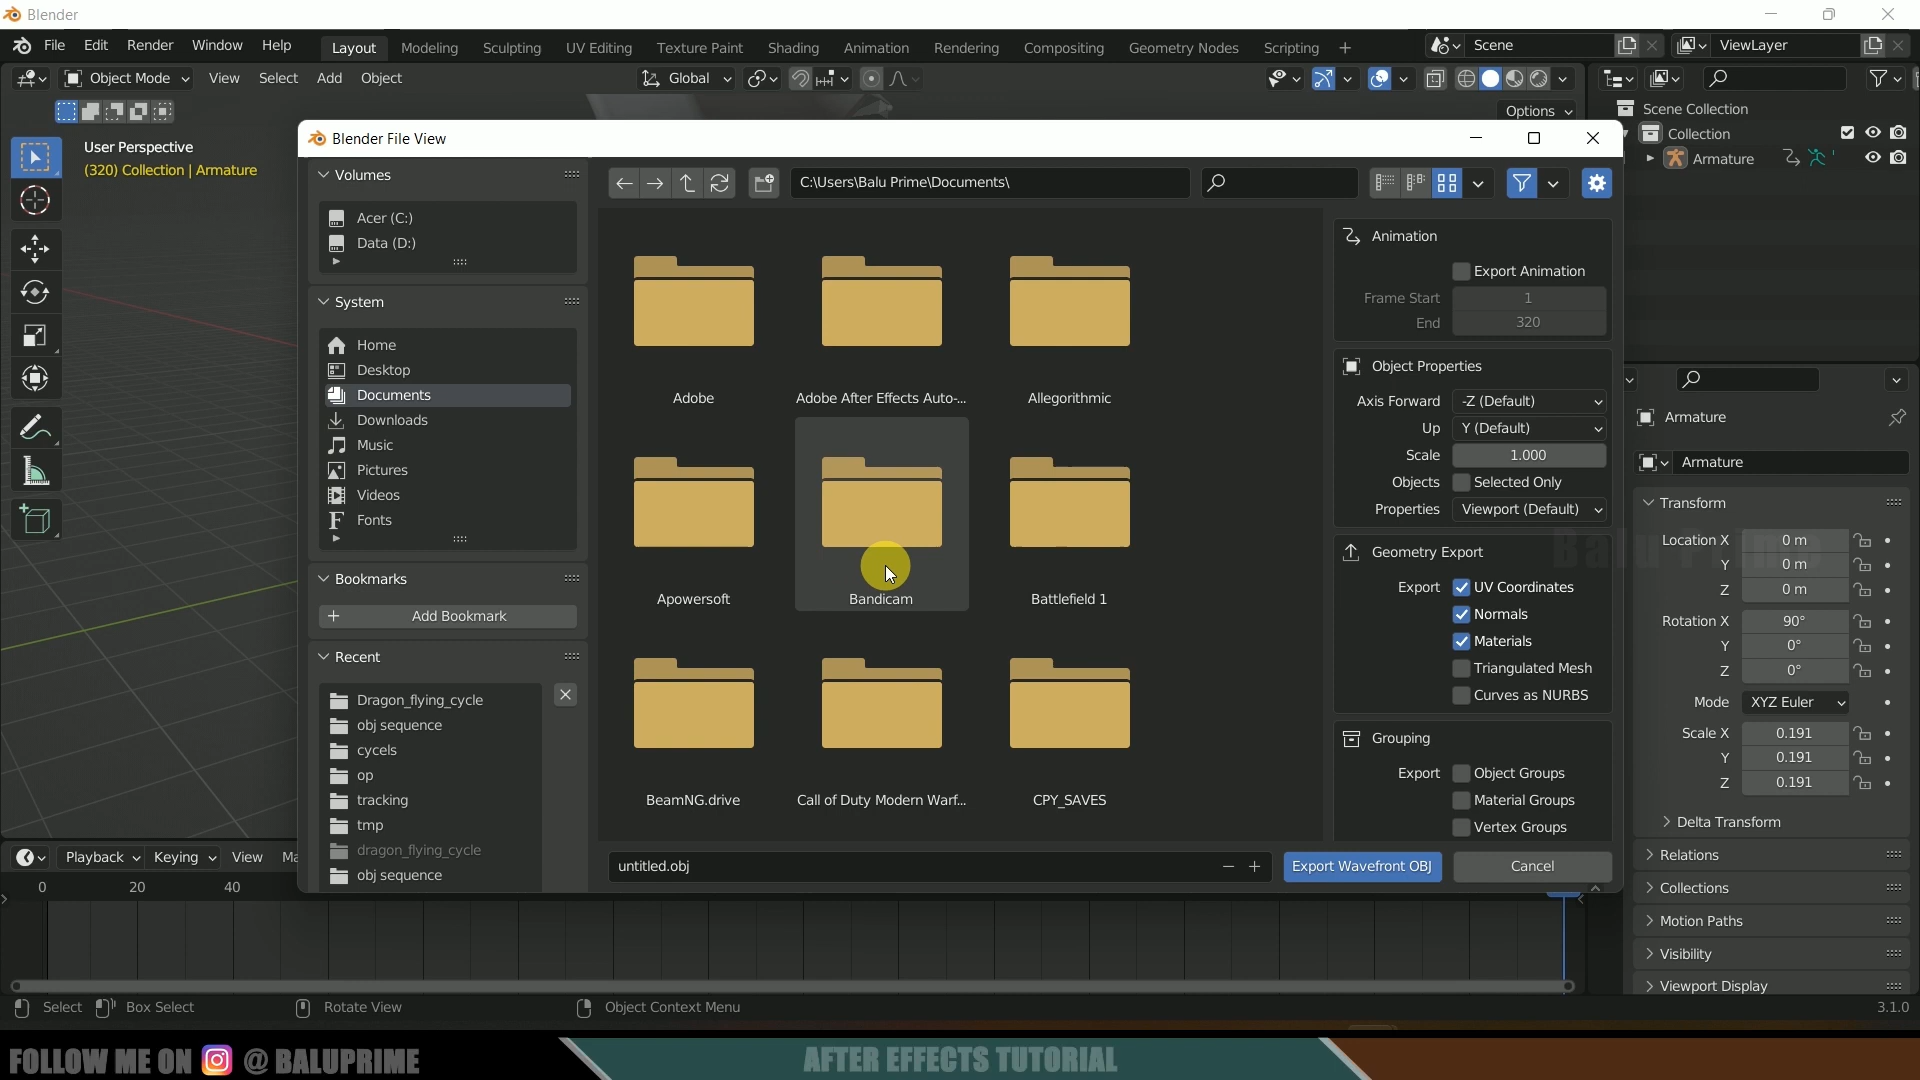 Blender
File Edit Render Window Help Layout Modeling Sculpting UV Editing Texture Paint Shading Animation Rendering Compositing Geometry Nodes Scripting + Scene ViewLayer
Object Mode View Select Add Object Global
Options
User Perspective
(320) Collection | Armature
Scene Collection
Collection
Armature
Blender File View
Volumes
Acer (C:)
Data (D:)
System
Home
Desktop
Documents
Downloads
Music
Pictures
Videos
Fonts
Bookmarks
+ Add Bookmark
Recent
Dragon_flying_cycle
obj sequence
cycels
op
tracking
tmp
dragon_flying_cycle
obj sequence
C:\Users\Balu Prime\Documents\
Adobe Adobe After Effects Auto-... Allegorithmic
Apowersoft Bandicam Battlefield 1
BeamNG.drive Call of Duty Modern Warf... CPY_SAVES
untitled.obj Export Wavefront OBJ Cancel
Animation
Export Animation
Frame Start 1
End 320
Object Properties
Axis Forward -Z (Default)
Up Y (Default)
Scale 1.000
Objects Selected Only
Properties Viewport (Default)
Geometry Export
Export UV Coordinates
Normals
Materials
Triangulated Mesh
Curves as NURBS
Grouping
Export Object Groups
Material Groups
Vertex Groups
Armature
Armature
Transform
Balu Prime
Location X 0 m
Y 0 m
Z 0 m
Rotation X 90°
Y 0°
Z 0°
Mode XYZ Euler
Scale X 0.191
Y 0.191
Z 0.191
Delta Transform
Relations
Collections
Motion Paths
Visibility
Viewport Display
Playback Keying View Ma
0 20 40
Select Box Select Rotate View Object Context Menu 3.1.0
FOLLOW ME ON @ BALUPRIME AFTER EFFECTS TUTORIAL